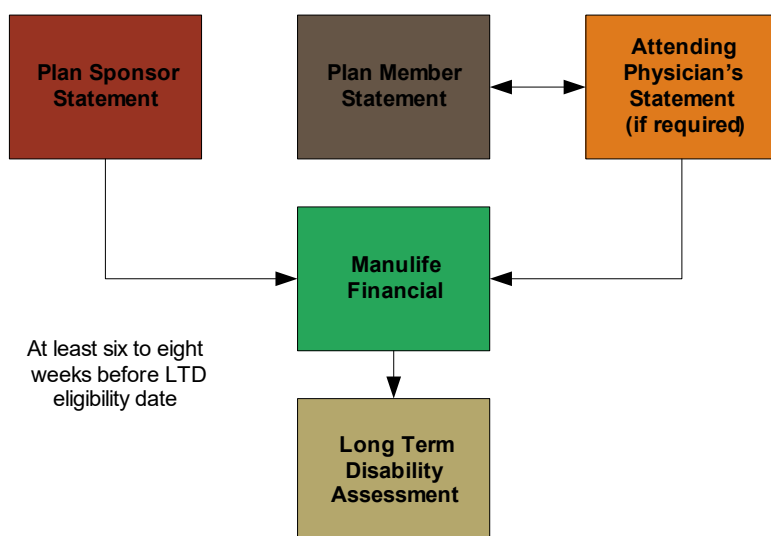 Plan Sponsor
Statement
Plan Member
Statement
Attending
Physician's
Statement
(if required)
Manulife
Financial
At least six to eight
weeks before LTD
eligibility date
Long Term
Disability
Assessment